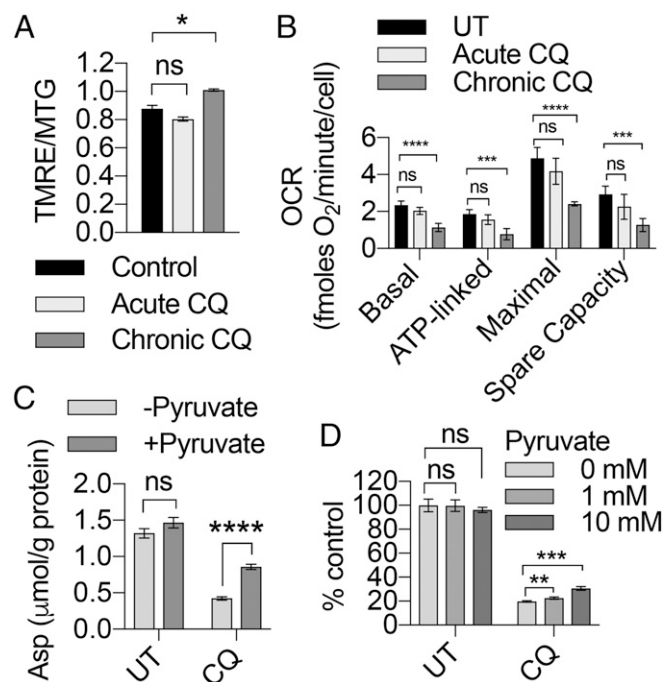 A
*
ns
TMRE/MTG
1.2
1.0
0.8
0.6
0.4
0.2
0.0
Control
Acute CQ
Chronic CQ
B
UT
Acute CQ
Chronic CQ
OCR
(fmoles O₂/minute/cell)
6
4
2
0
****
ns
***
ns
****
ns
***
ns
Basal
ATP-linked
Maximal
Spare Capacity
C
-Pyruvate
+Pyruvate
Asp (μmol/g protein)
2.0
1.5
1.0
0.5
0.0
ns
****
UT
CQ
D
Pyruvate
0 mM
1 mM
10 mM
% control
120
100
80
60
40
20
0
ns
ns
***
**
UT
CQ